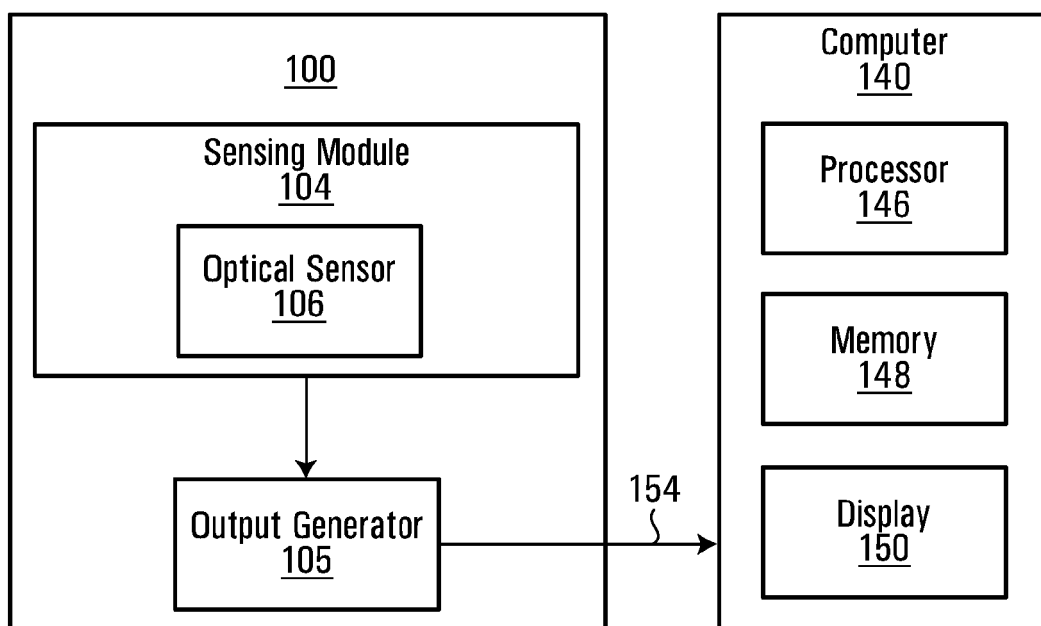 100
Sensing Module
104
Optical Sensor
106
Output Generator
105
154
Computer
140
Processor
146
Memory
148
Display
150